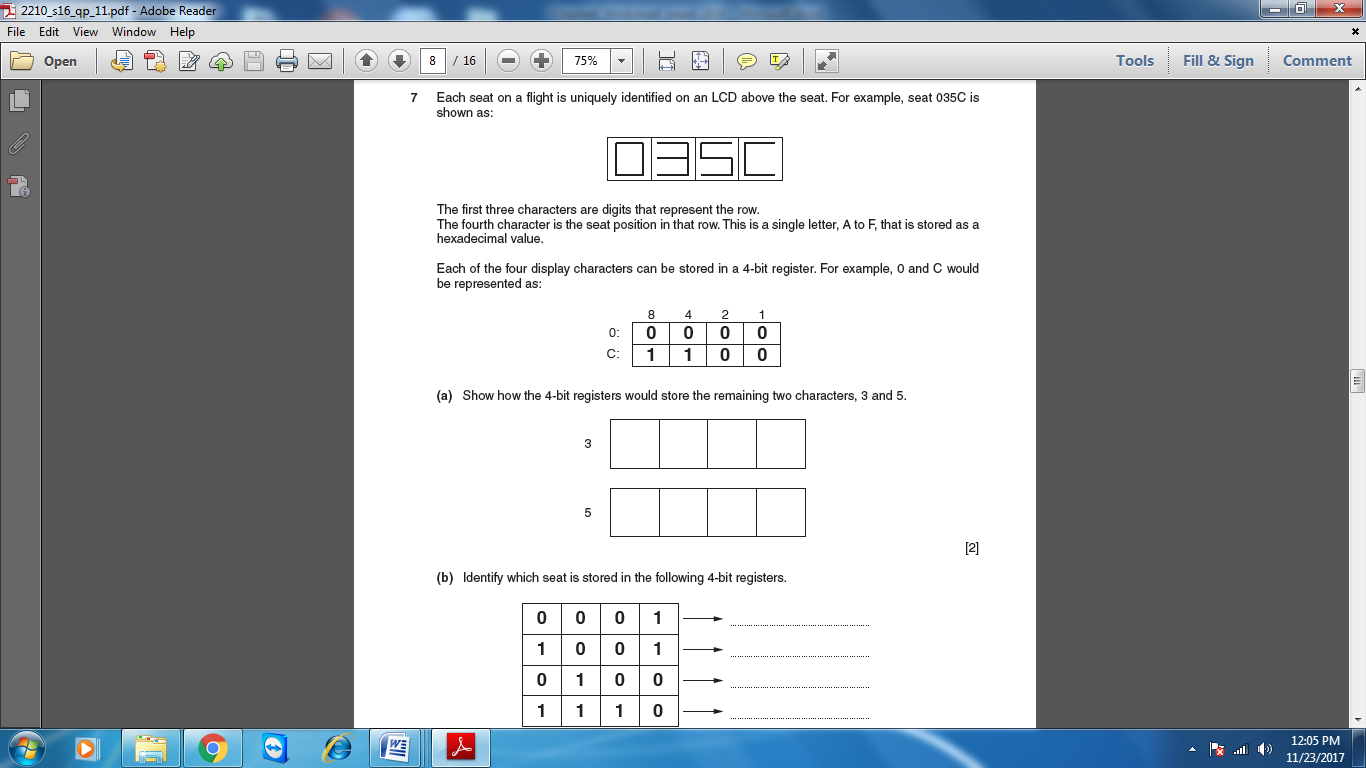 2210_s16_qp_11.pdf - Adobe Reader
File Edit View Window Help
Open 8 / 16 75% Tools Fill & Sign Comment
7 Each seat on a flight is uniquely identified on an LCD above the seat. For example, seat 035C is
shown as:
0 3 5 C
The first three characters are digits that represent the row.
The fourth character is the seat position in that row. This is a single letter, A to F, that is stored as a
hexadecimal value.
Each of the four display characters can be stored in a 4-bit register. For example, 0 and C would
be represented as:
8 4 2 1
0: 0 0 0 0
C: 1 1 0 0
(a) Show how the 4-bit registers would store the remaining two characters, 3 and 5.
3
5
[2]
(b) Identify which seat is stored in the following 4-bit registers.
0 0 0 1
1 0 0 1
0 1 0 0
1 1 1 0
12:05 PM
11/23/2017